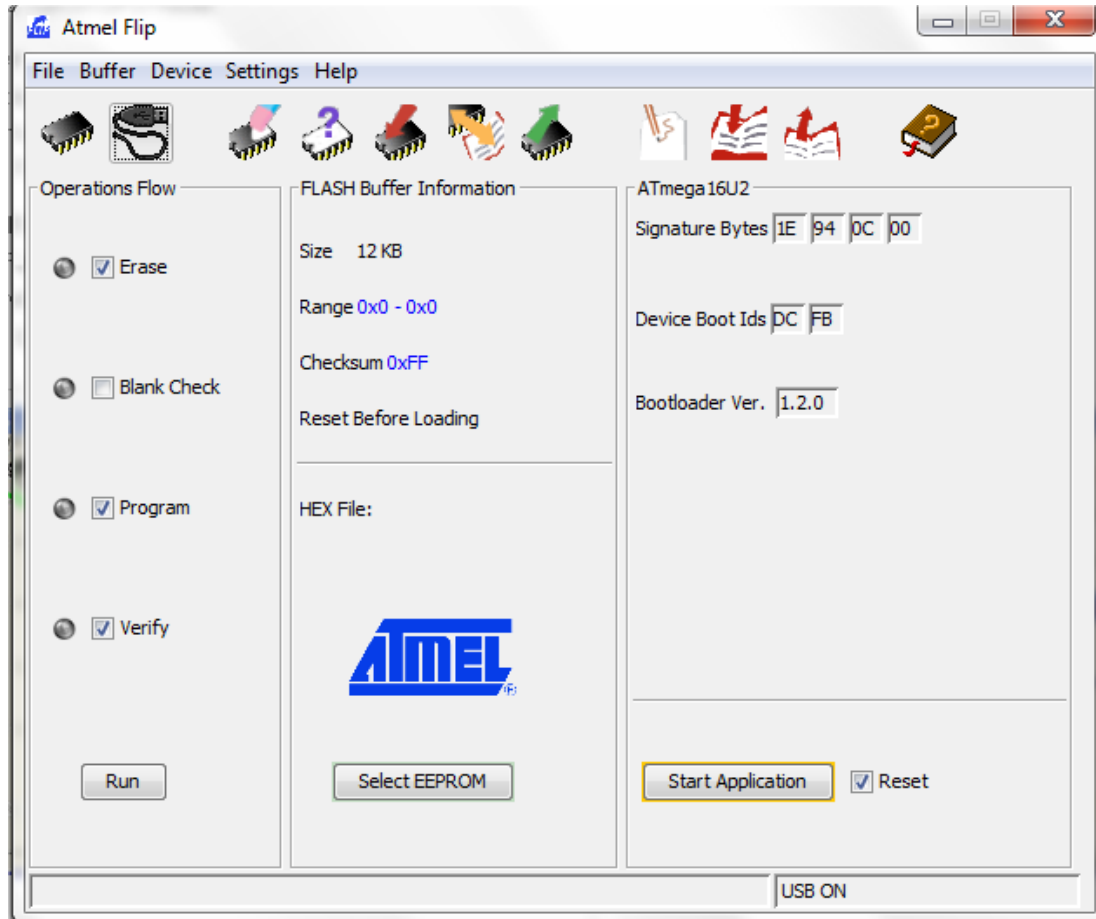 Atmel Flip
File Buffer Device Settings Help
Operations Flow
Erase
Blank Check
Program
Verify
Run
FLASH Buffer Information
Size 12 KB
Range 0x0 - 0x0
Checksum 0xFF
Reset Before Loading
HEX File:
ATMEL®
Select EEPROM
ATmega16U2
Signature Bytes 1E 94 0C 00
Device Boot Ids DC FB
Bootloader Ver. 1.2.0
Start Application Reset
USB ON